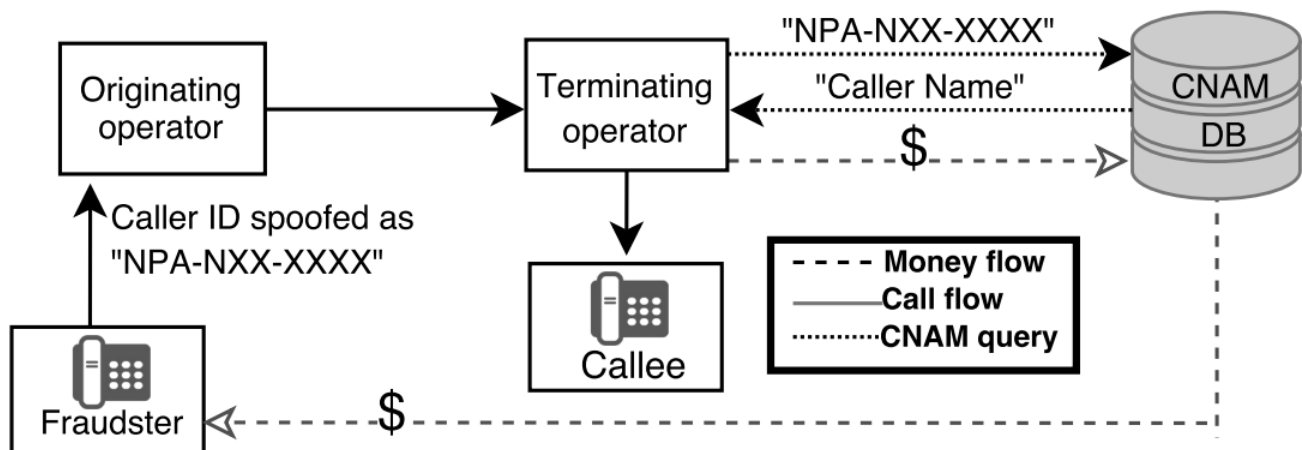 "NPA-NXX-XXXX"
Originating
operator
Terminating
operator
"Caller Name"
CNAM
DB
$
Caller ID spoofed as
"NPA-NXX-XXXX"
Money flow
Call flow
CNAM query
Callee
Fraudster
$